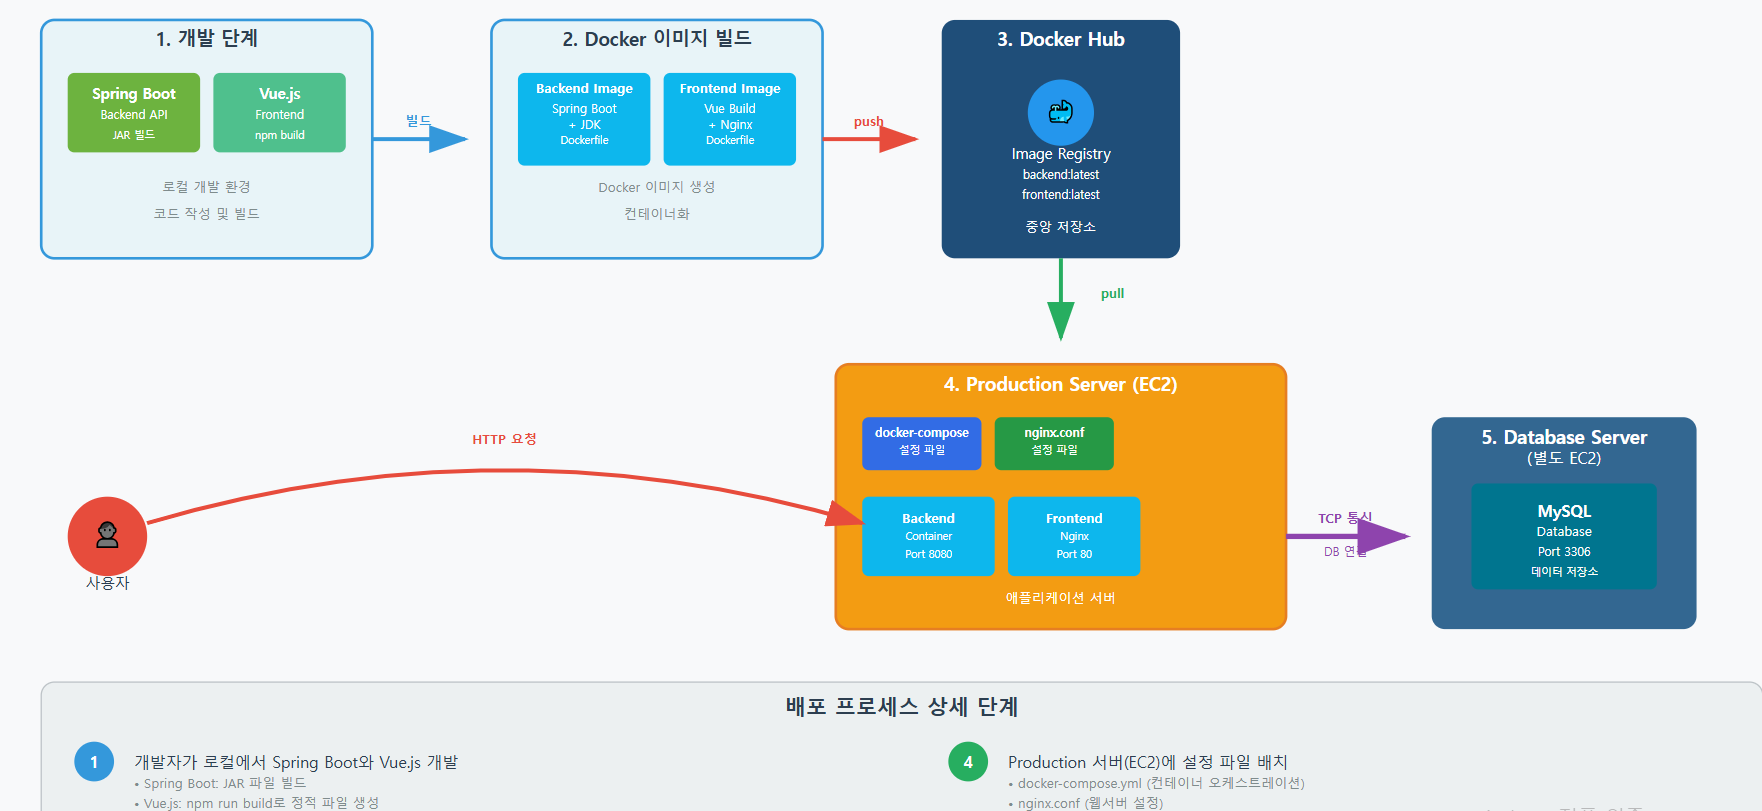 1. 개발 단계
Spring Boot
Backend API
JAR 빌드
Vue.js
Frontend
npm build
로컬 개발 환경
코드 작성 및 빌드
빌드
2. Docker 이미지 빌드
Backend Image
Spring Boot
+ JDK
Dockerfile
Frontend Image
Vue Build
+ Nginx
Dockerfile
Docker 이미지 생성
컨테이너화
push
3. Docker Hub
Image Registry
backend:latest
frontend:latest
중앙 저장소
pull
4. Production Server (EC2)
docker-compose
설정 파일
nginx.conf
설정 파일
Backend
Container
Port 8080
Frontend
Nginx
Port 80
애플리케이션 서버
HTTP 요청
사용자
TCP 통신
DB 연결
5. Database Server
(별도 EC2)
MySQL
Database
Port 3306
데이터 저장소
배포 프로세스 상세 단계
1
개발자가 로컬에서 Spring Boot와 Vue.js 개발
• Spring Boot: JAR 파일 빌드
• Vue.js: npm run build로 정적 파일 생성
4
Production 서버(EC2)에 설정 파일 배치
• docker-compose.yml (컨테이너 오케스트레이션)
• nginx.conf (웹서버 설정)